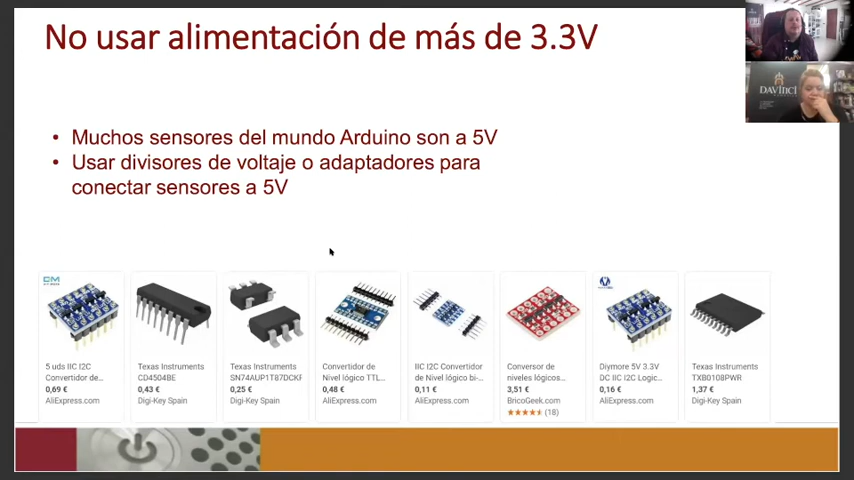 No usar alimentación de más de 3.3V
DAVINCI
• Muchos sensores del mundo Arduino son a 5V
• Usar divisores de voltaje o adaptadores para
conectar sensores a 5V
5 uds IIC I2C
Convertidor de...
0,69 €
AliExpress.com
Texas Instruments
CD4504BE
0,43 €
Digi-Key Spain
Texas Instruments
SN74AUP1T87DCKR
0,25 €
Digi-Key Spain
Convertidor de
Nivel lógico TTL...
0,48 €
AliExpress.com
IIC I2C Convertidor
de Nivel lógico bi-...
0,11 €
AliExpress.com
Conversor de
niveles lógicos...
3,51 €
BricoGeek.com
(18)
Diymore 5V 3.3V
DC IIC I2C Logic...
0,16 €
AliExpress.com
Texas Instruments
TXB0108PWR
1,37 €
Digi-Key Spain